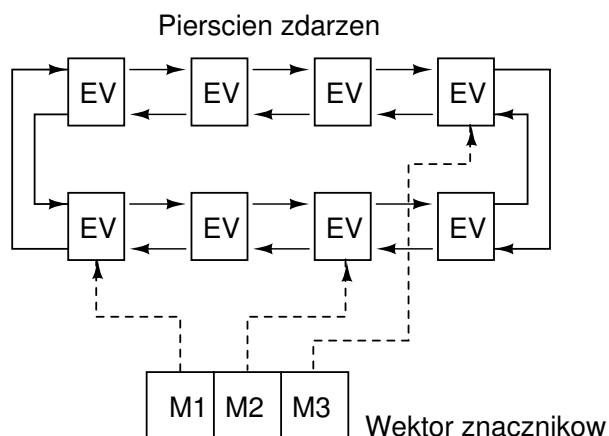 Pierscien zdarzen
EV EV EV EV
EV EV EV EV
M1 M2 M3
Wektor znacznikow